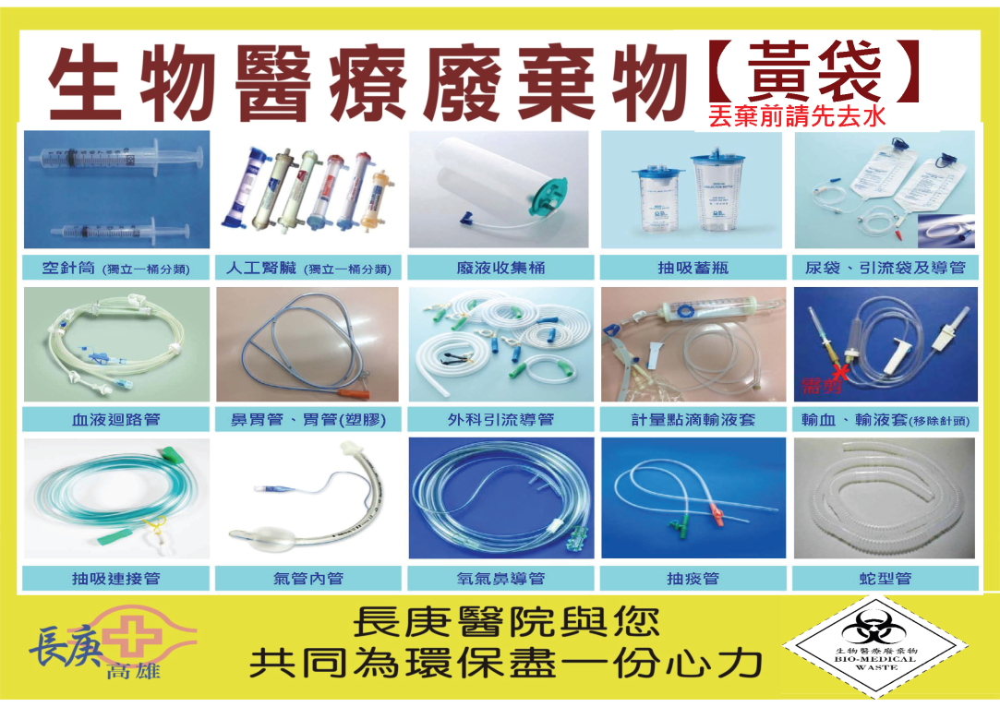 生物醫療廢棄物【黃袋】
丟棄前請先去水
空針筒 (獨立一桶分類)
人工腎臟 (獨立一桶分類)
廢液收集桶
抽吸蓄瓶
尿袋、引流袋及導管
血液迴路管
鼻胃管、胃管(塑膠)
外科引流導管
計量點滴輸液套
需剪
輸血、輸液套(移除針頭)
抽吸連接管
氣管內管
氧氣鼻導管
抽痰管
蛇型管
長庚
高雄
長庚醫院與您
共同為環保盡一份心力
生物醫療廢棄物
BIO-MEDICAL
WASTE